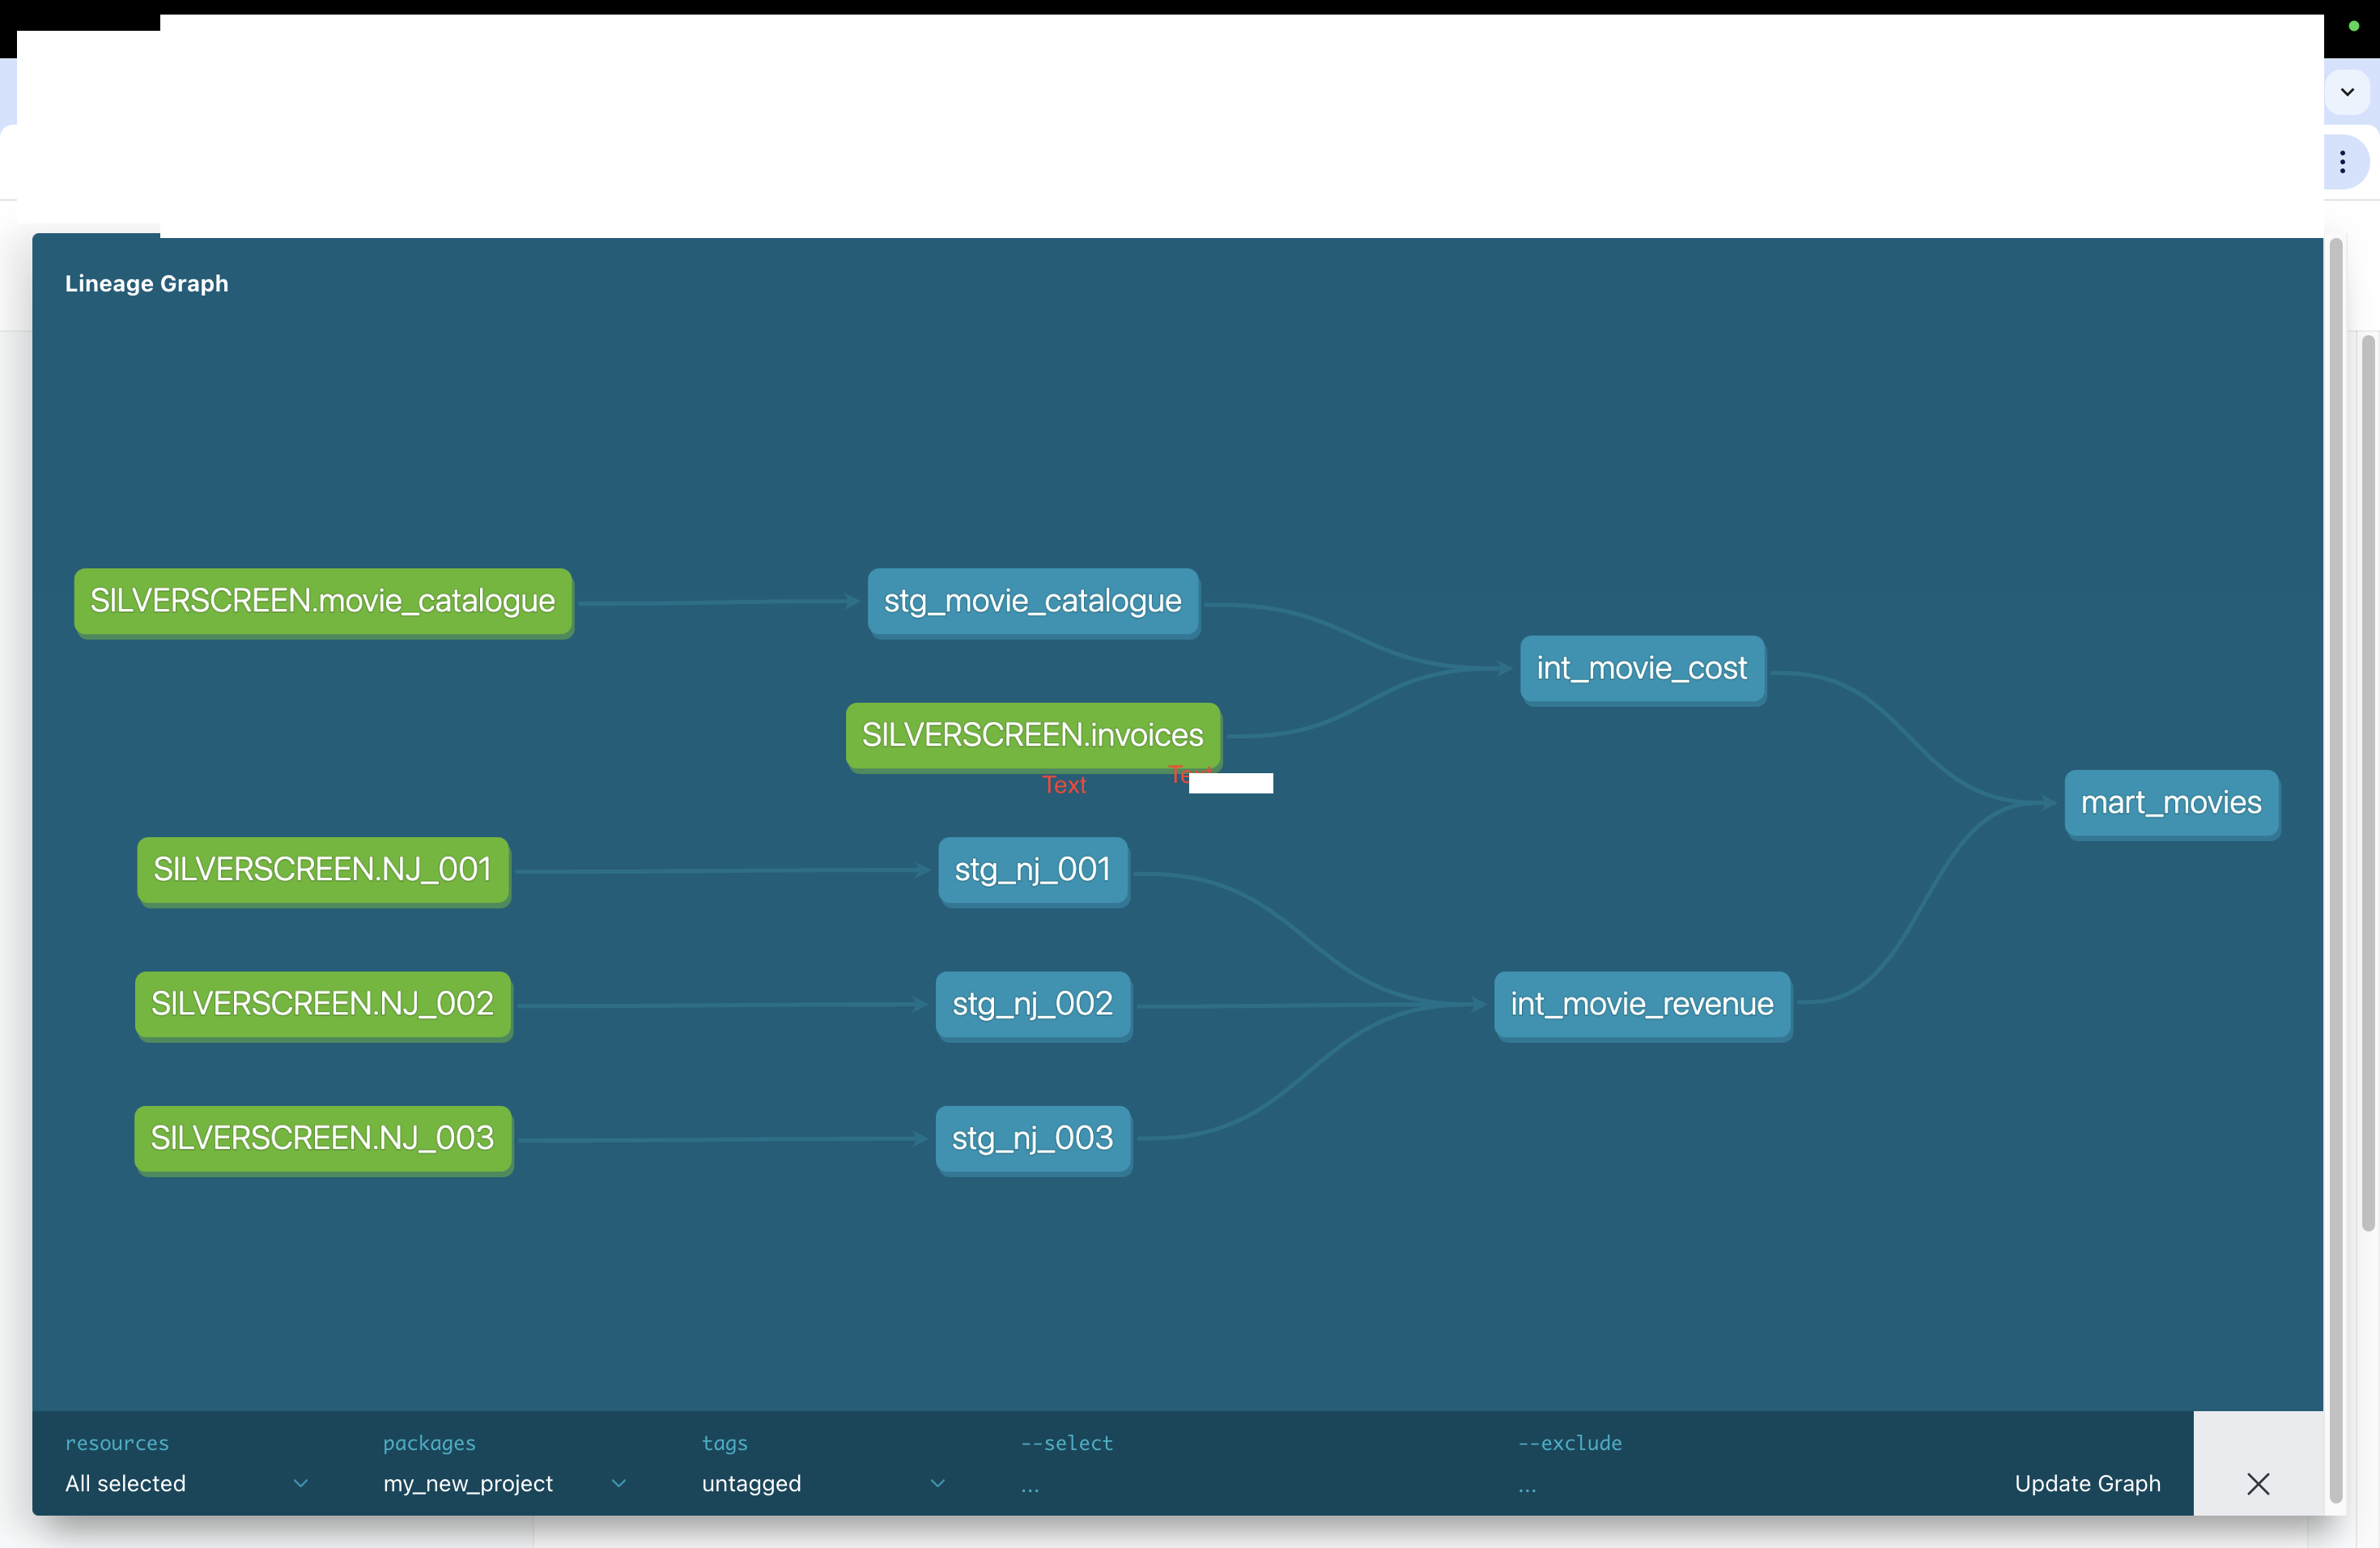 Lineage Graph
SILVERSCREEN.movie_catalogue
stg_movie_catalogue
int_movie_cost
SILVERSCREEN.invoices
Text
mart_movies
SILVERSCREEN.NJ_001
stg_nj_001
SILVERSCREEN.NJ_002
stg_nj_002
int_movie_revenue
SILVERSCREEN.NJ_003
stg_nj_003
resources
packages
tags
--select
--exclude
All selected
my_new_project
untagged
...
...
Update Graph